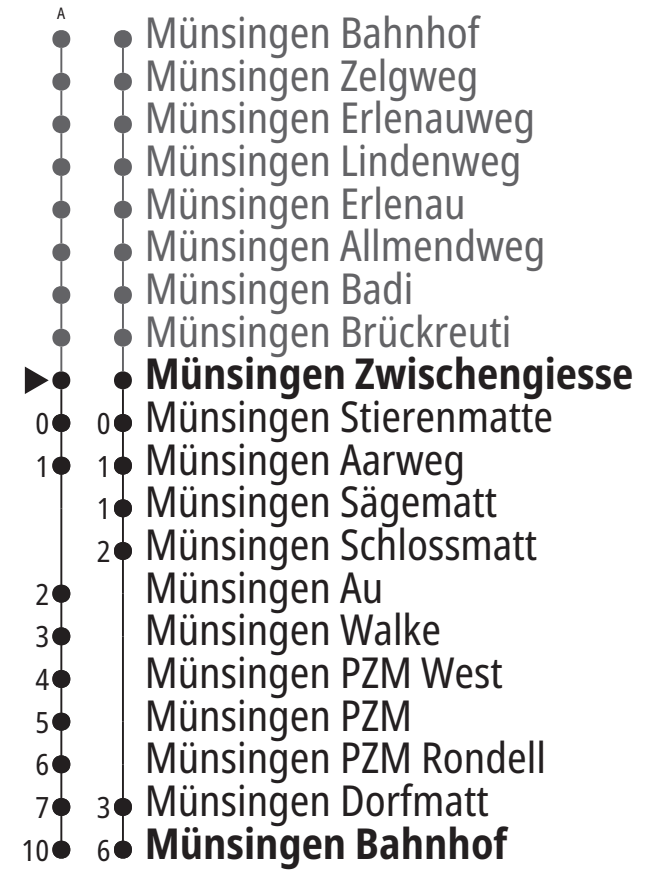 A
Münsingen Bahnhof
Münsingen Zelgweg
Münsingen Erlenauweg
Münsingen Lindenweg
Münsingen Erlenau
Münsingen Allmendweg
Münsingen Badi
Münsingen Brückreuti
Münsingen Zwischengiesse
0 0 Münsingen Stierenmatte
1 1 Münsingen Aarweg
1 Münsingen Sägematt
2 Münsingen Schlossmatt
2 Münsingen Au
3 Münsingen Walke
4 Münsingen PZM West
5 Münsingen PZM
6 Münsingen PZM Rondell
7 3 Münsingen Dorfmatt
10 6 Münsingen Bahnhof